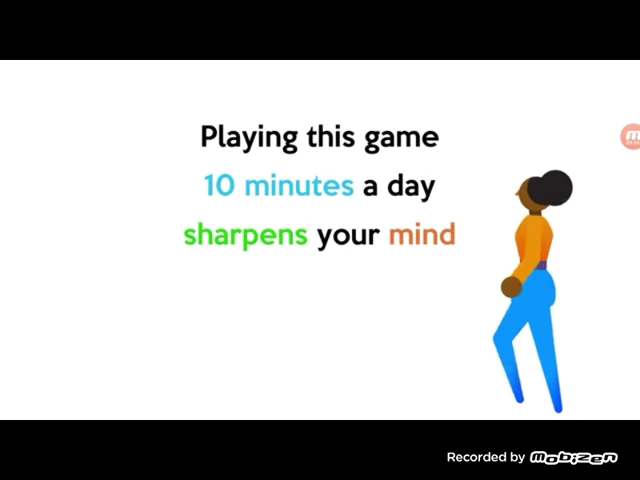 Playing this game
10 minutes a day
sharpens your mind
Recorded by mobizen